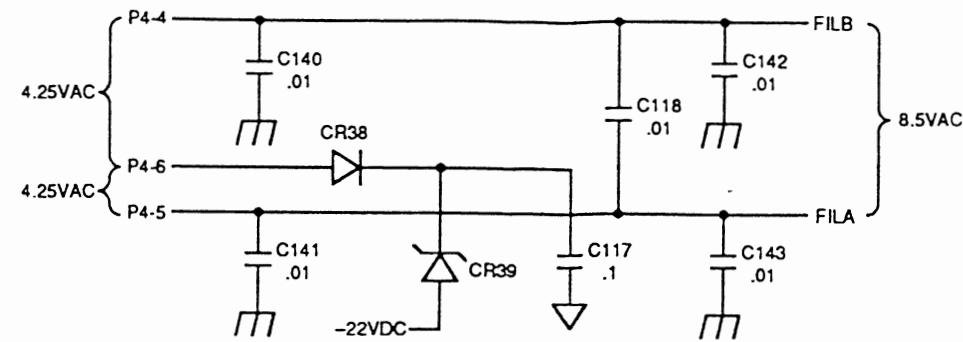 P4-4
FILB
C140
.01
C142
.01
4.25VAC
C118
.01
8.5VAC
CR38
P4-6
4.25VAC
P4-5
FILA
C141
.01
CR39
C117
.1
C143
.01
-22VDC